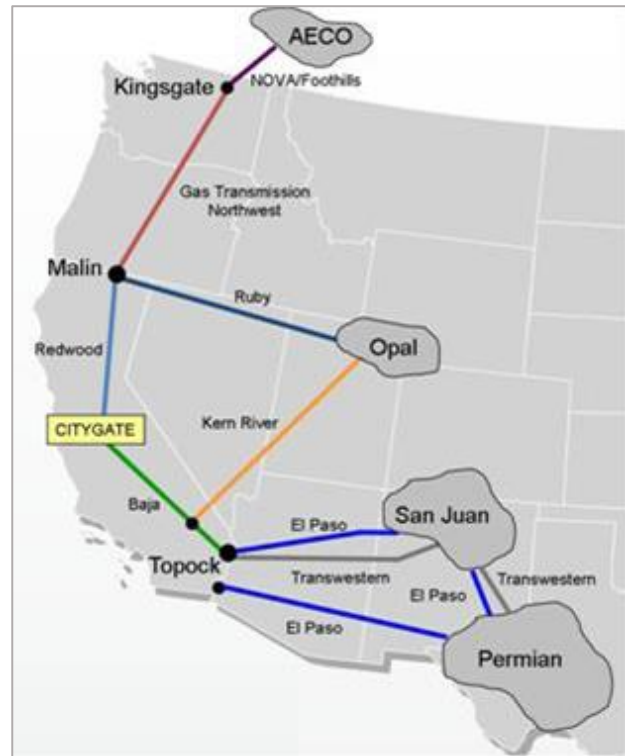 AECO
NOVA/Foothills
Kingsgate
Gas Transmission
Northwest
Malin
Ruby
Redwood
Opal
CITYGATE
Kern River
Baja
El Paso
San Juan
Topock
Transwestern
El Paso
Transwestern
El Paso
Permian